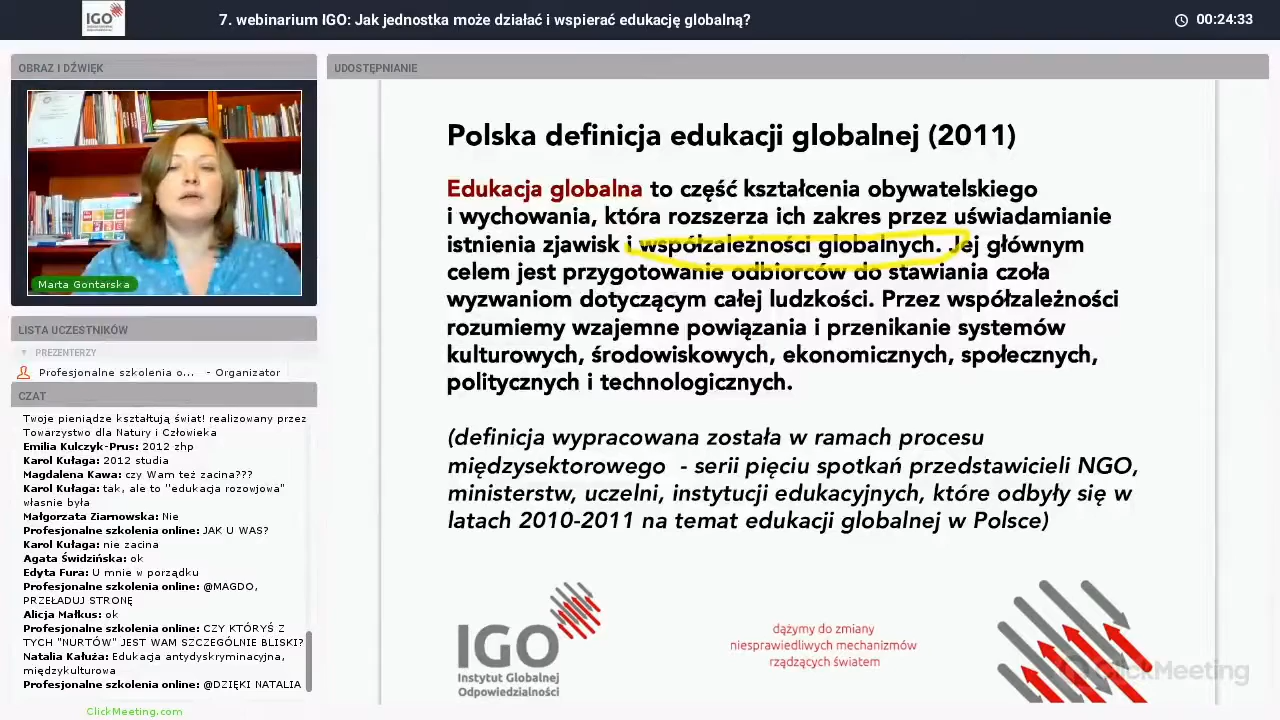 IGO
7. webinarium IGO: Jak jednostka może działać i wspierać edukację globalną?
00:24:33
OBRAZ I DŹWIĘK
Marta Gontarska
LISTA UCZESTNIKÓW
PREZENTERZY
Profesjonalne szkolenia o... - Organizator
CZAT
Twoje pieniądze kształtują świat! realizowany przez
Towarzystwo dla Natury i Człowieka
Emilia Kulczyk-Prus: 2012 zhp
Karol Kułaga: 2012 studia
Magdalena Kawa: czy Wam też zacina???
Karol Kułaga: tak, ale to "edukacja rozowjowa"
własnie była
Małgorzata Ziarnowska: Nie
Profesjonalne szkolenia online: JAK U WAS?
Karol Kułaga: nie zacina
Agata Świdzińska: ok
Edyta Fura: U mnie w porządku
Profesjonalne szkolenia online: @MAGDO,
PRZEŁADUJ STRONĘ
Alicja Małkus: ok
Profesjonalne szkolenia online: CZY KTÓRYŚ Z
TYCH "NURTÓW" JEST WAM SZCZEGÓLNIE BLISKI?
Natalia Kałuża: Edukacja antydyskryminacyjna,
międzykulturowa
Profesjonalne szkolenia online: @DZIĘKI NATALIA
ClickMeeting.com
UDOSTĘPNIANIE
Polska definicja edukacji globalnej (2011)
Edukacja globalna to część kształcenia obywatelskiego
i wychowania, która rozszerza ich zakres przez uświadamianie
istnienia zjawisk i współzależności globalnych. Jej głównym
celem jest przygotowanie odbiorców do stawiania czoła
wyzwaniom dotyczącym całej ludzkości. Przez współzależności
rozumiemy wzajemne powiązania i przenikanie systemów
kulturowych, środowiskowych, ekonomicznych, społecznych,
politycznych i technologicznych.
(definicja wypracowana została w ramach procesu
międzysektorowego - serii pięciu spotkań przedstawicieli NGO,
ministerstw, uczelni, instytucji edukacyjnych, które odbyły się w
latach 2010-2011 na temat edukacji globalnej w Polsce)
IGO
Instytut Globalnej
Odpowiedzialności
dążymy do zmiany
niesprawiedliwych mechanizmów
rządzących światem
ClickMeeting